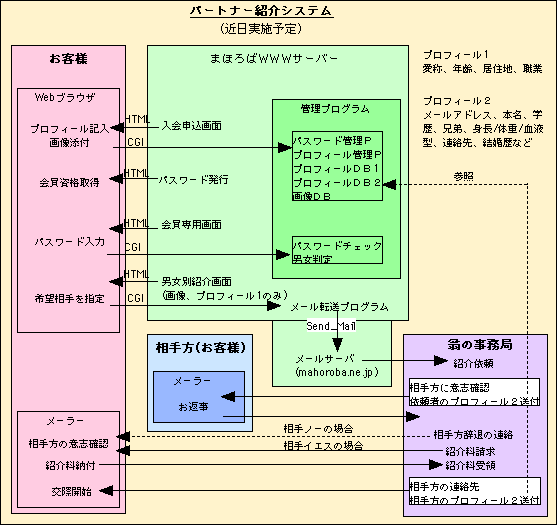 パートナー紹介システム
(近日実施予定)
お客様
まほろばWWWサーバー
プロフィール1
愛称、年齢、居住地、職業
プロフィール2
メールアドレス、本名、学
歴、兄弟、身長/体重/血液
型、連絡先、結婚歴など
Webブラウザ
プロフィール記入
画像添付
会員資格取得
パスワード入力
希望相手を指定
HTML
CGI
HTML
HTML
CGI
HTML
CGI
入会申込画面
パスワード発行
会員専用画面
男女別紹介画面
(画像、プロフィール1のみ)
管理プログラム
パスワード管理P
プロフィール管理P
プロフィールDB1
プロフィールDB2
画像DB
パスワードチェック
男女判定
参照
メール転送プログラム
Send_Mail
メールサーバ
(mahoroba.ne.jp)
相手方(お客様)
メーラー
お返事
翁の事務局
紹介依頼
相手方に意志確認
依頼者のプロフィール2送付
メーラー
相手方の意志確認
紹介料納付
交際開始
相手ノーの場合
相手イエスの場合
相手方辞退の連絡
紹介料請求
紹介料受領
相手方の連絡先
相手方のプロフィール2送付